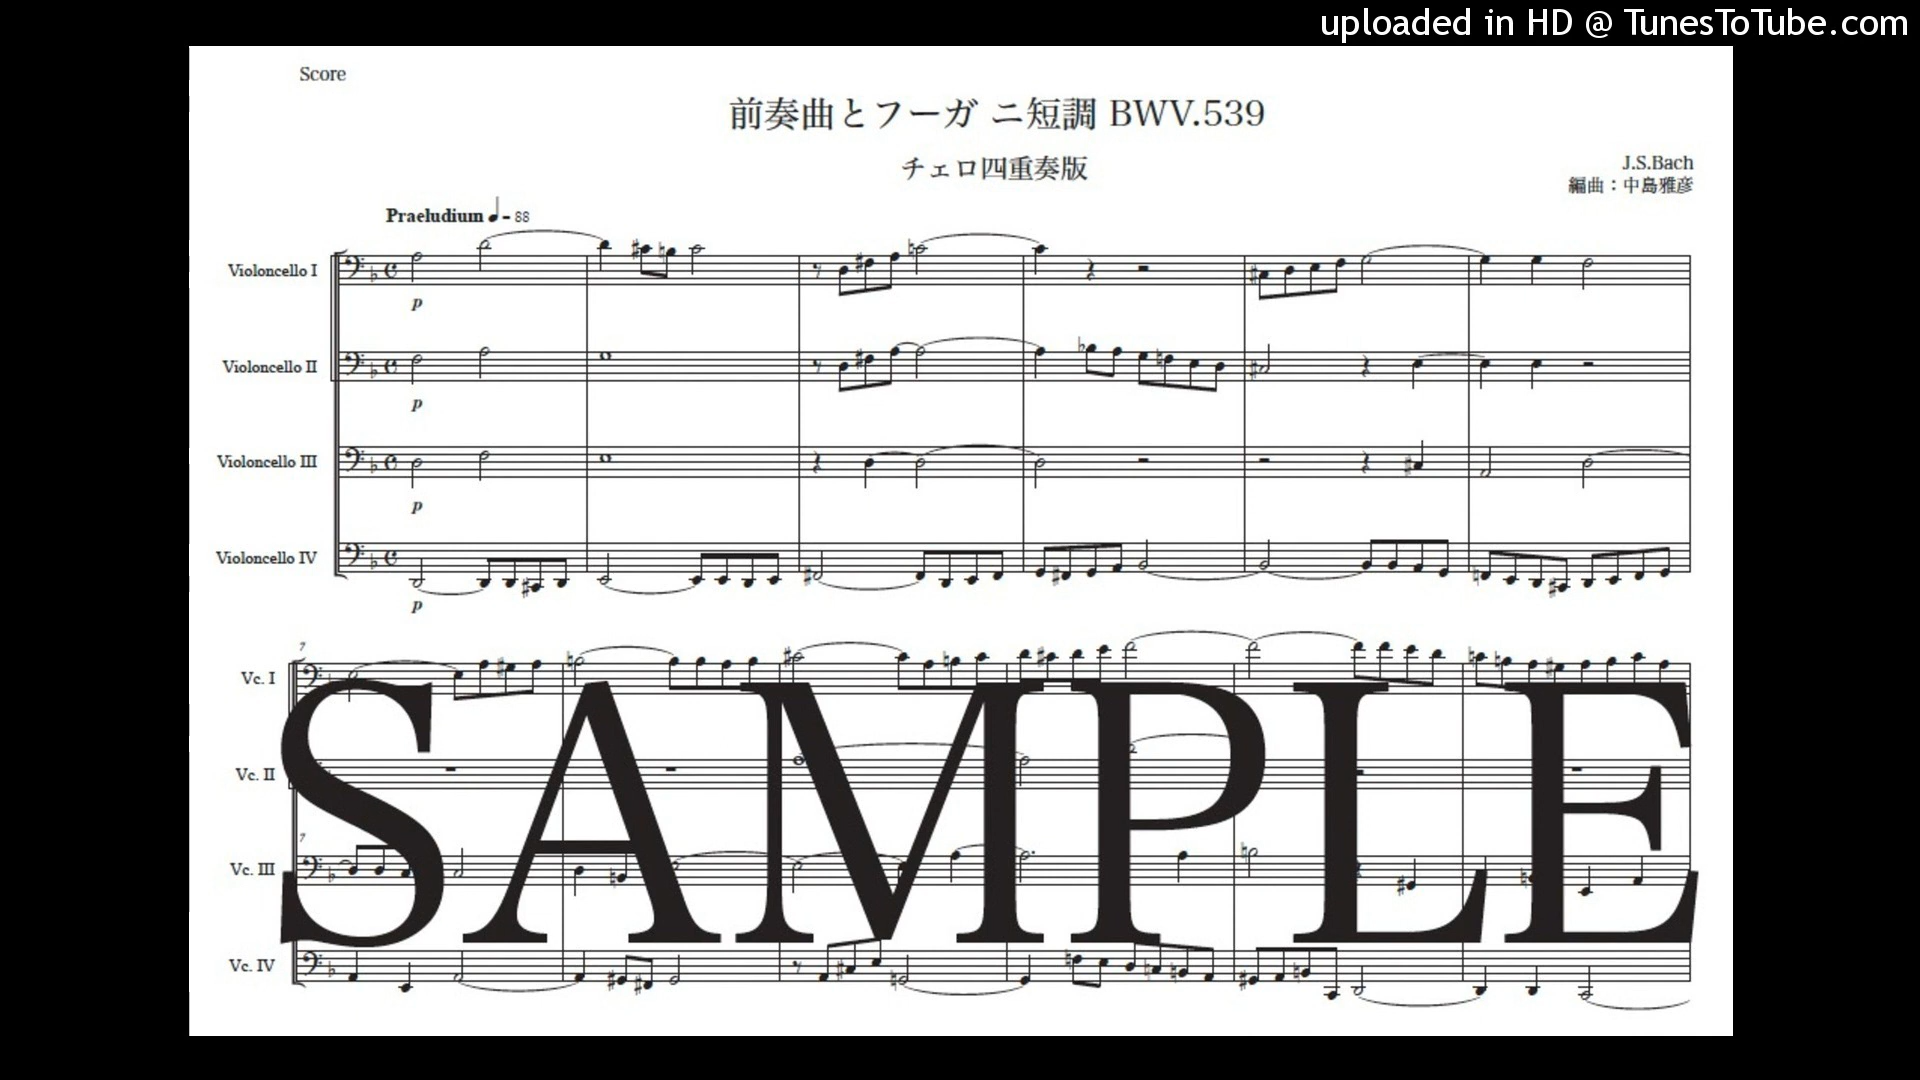 uploaded in HD @ TunesToTube.com
Score
前奏曲とフーガ ニ短調 BWV.539
チェロ四重奏版
J.S.Bach
編曲：中島雅彦
Praeludium ♩= 88
Violoncello I
p
Violoncello II
p
Violoncello III
p
Violoncello IV
p
7
Vc. I
Vc. II
7
Vc. III
Vc. IV
SAMPLE